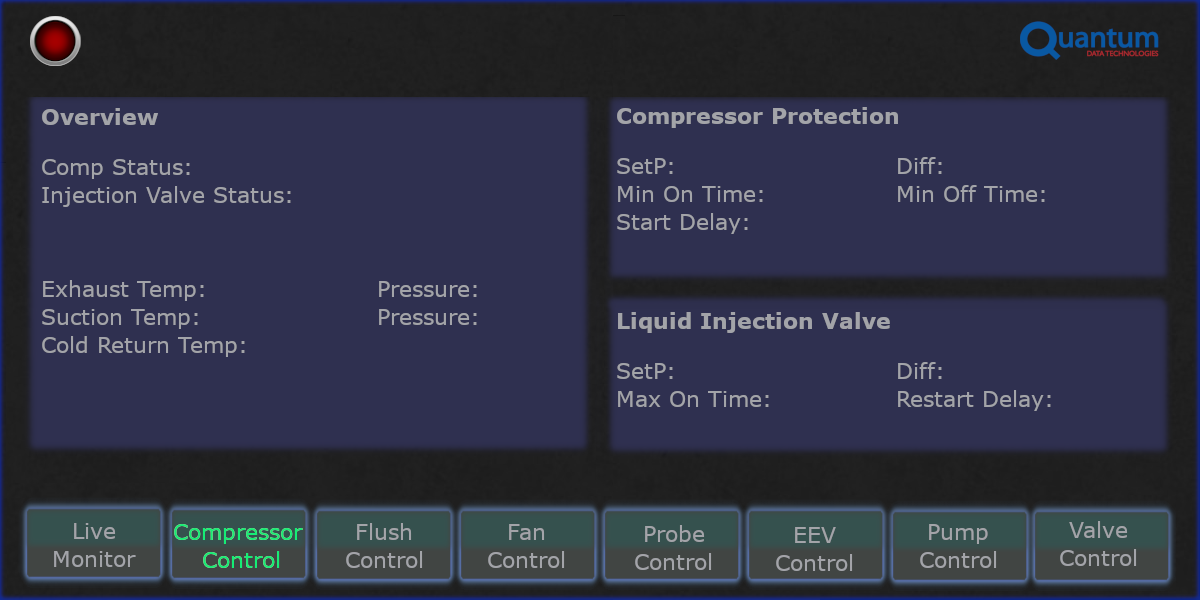 Quantum
DATA TECHNOLOGIES
Overview
Comp Status:
Injection Valve Status:
Exhaust Temp: Pressure:
Suction Temp: Pressure:
Cold Return Temp:
Compressor Protection
SetP: Diff:
Min On Time: Min Off Time:
Start Delay:
Liquid Injection Valve
SetP: Diff:
Max On Time: Restart Delay:
Live
Monitor
Compressor
Control
Flush
Control
Fan
Control
Probe
Control
EEV
Control
Pump
Control
Valve
Control